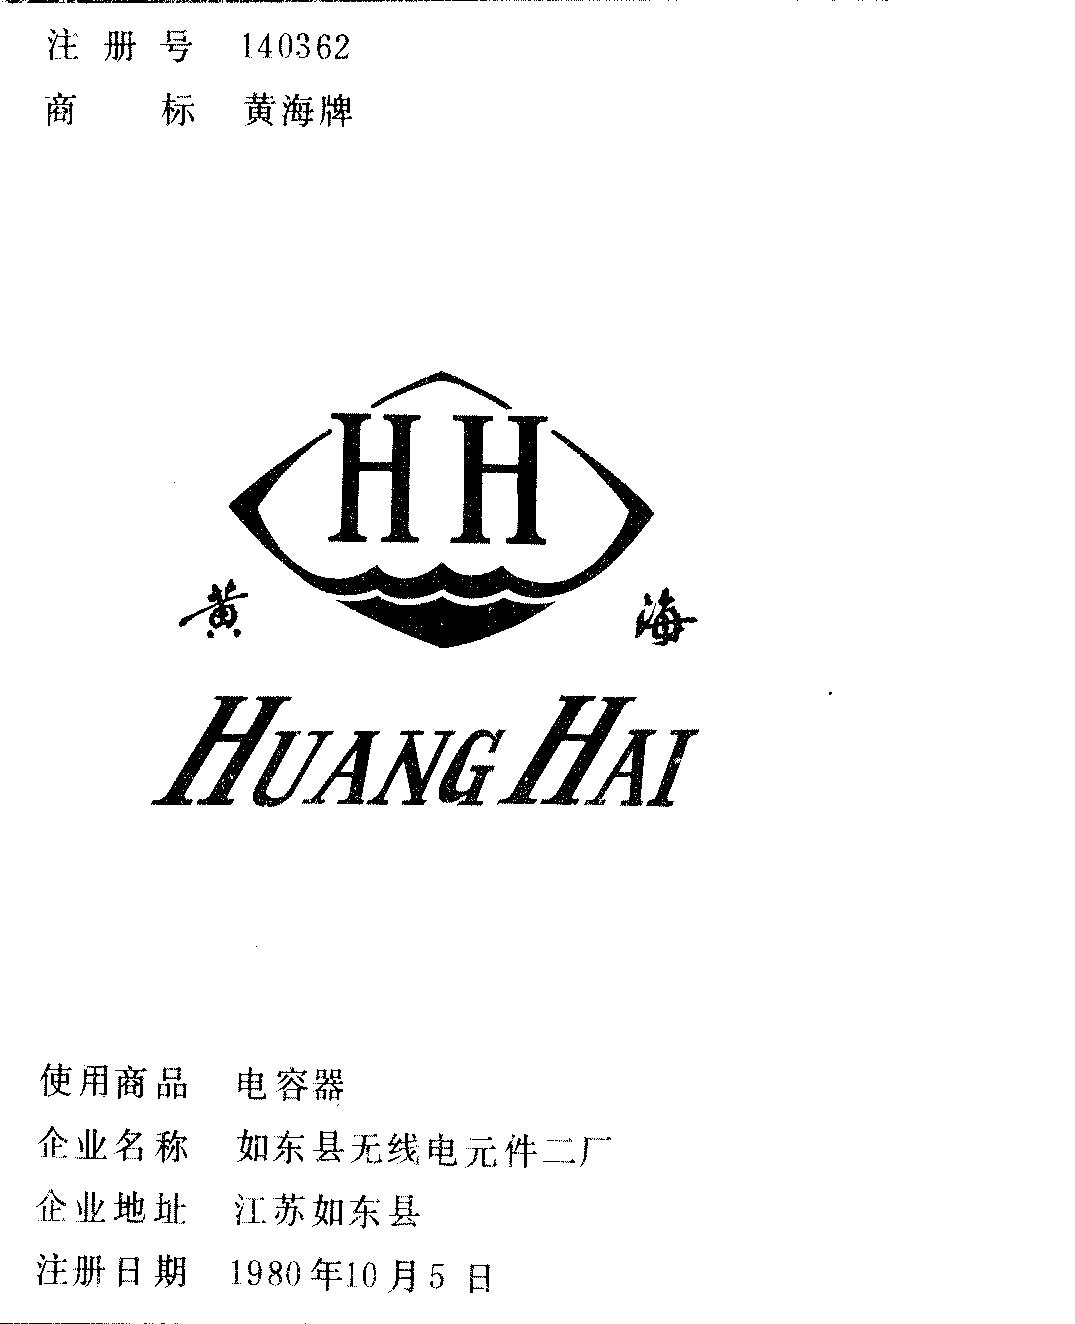 注册号 140362
商标 黄海牌
HH
黄 海
HUANG HAI
使用商品 电容器
企业名称 如东县无线电元件二厂
企业地址 江苏如东县
注册日期 1980年10月5日